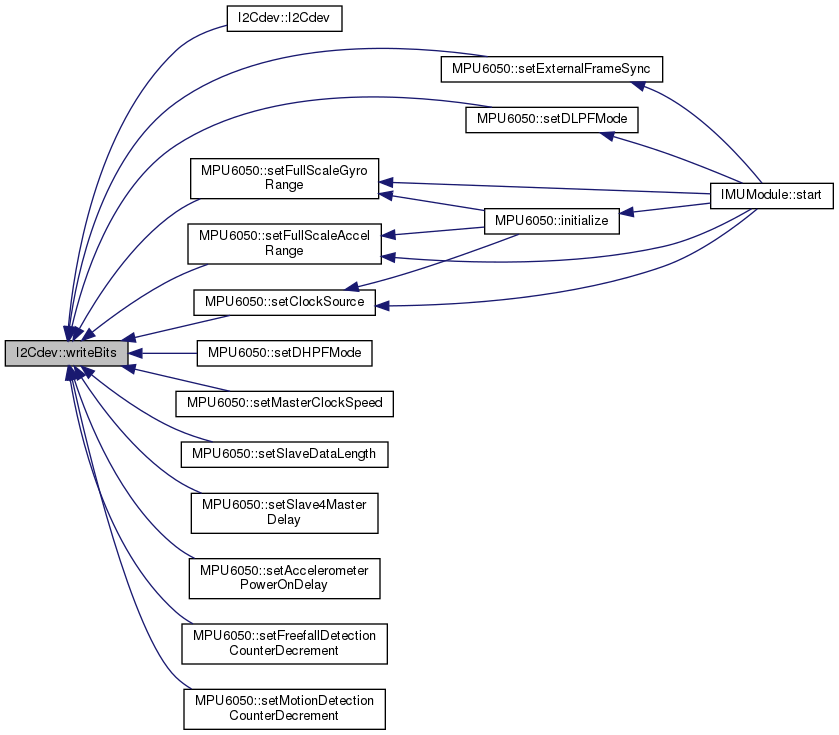 I2Cdev::I2Cdev
MPU6050::setExternalFrameSync
MPU6050::setDLPFMode
MPU6050::setFullScaleGyro
Range
IMUModule::start
MPU6050::initialize
MPU6050::setFullScaleAccel
Range
MPU6050::setClockSource
I2Cdev::writeBits
MPU6050::setDHPFMode
MPU6050::setMasterClockSpeed
MPU6050::setSlaveDataLength
MPU6050::setSlave4Master
Delay
MPU6050::setAccelerometer
PowerOnDelay
MPU6050::setFreefallDetection
CounterDecrement
MPU6050::setMotionDetection
CounterDecrement